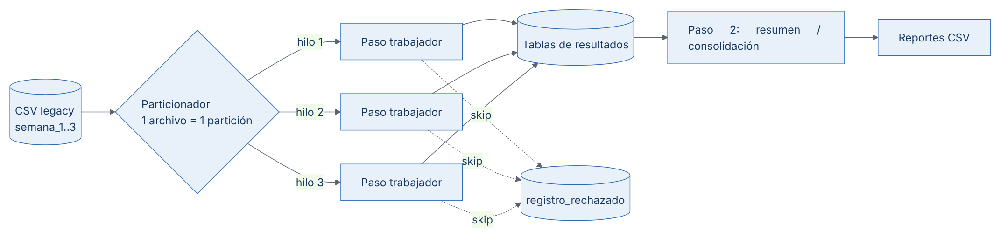 CSV legacy
semana_1..3
Particionador
1 archivo = 1 partición
hilo 1
hilo 2
hilo 3
Paso trabajador
Paso trabajador
Paso trabajador
skip
skip
skip
Tablas de resultados
registro_rechazado
Paso 2: resumen /
consolidación
Reportes CSV